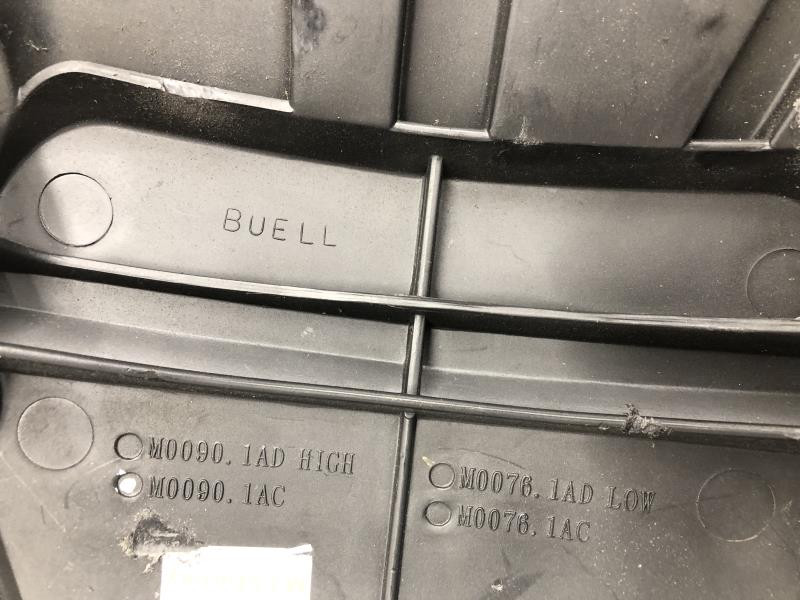 BUELL
M0090.1AD HIGH
M0090.1AC
M0076.1AD LOW
M0076.1AC